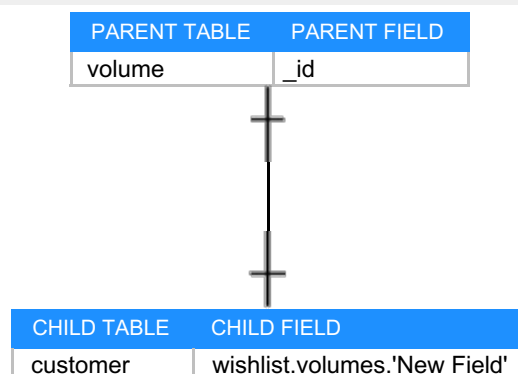 PARENT TABLE PARENT FIELD
volume _id
CHILD TABLE CHILD FIELD
customer wishlist.volumes.'New Field'